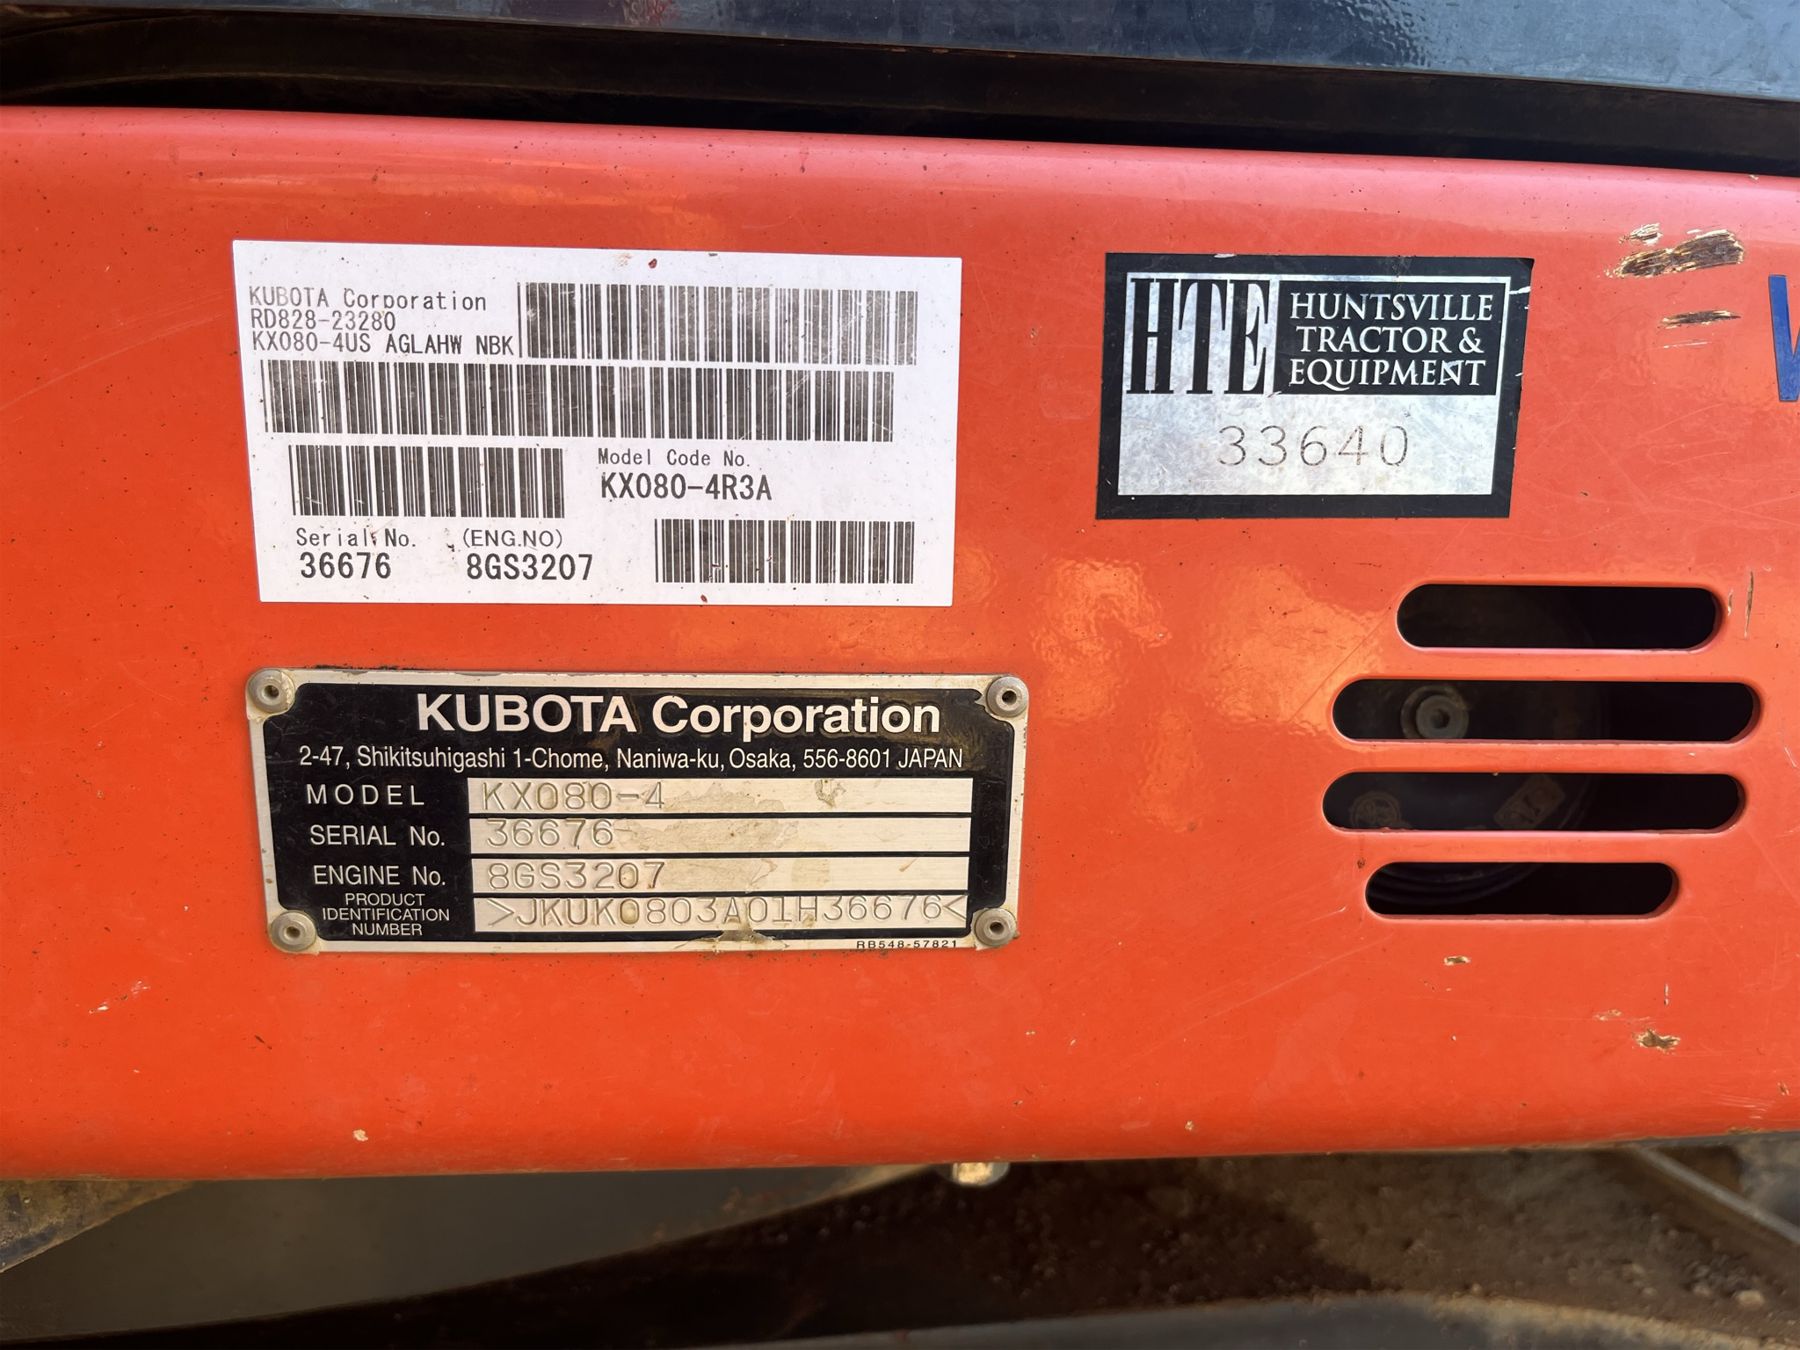 KUBOTA Corporation
RD828-23280
KX080-4US AGLAHW NBK
Model Code No.
KX080-4R3A
Serial No. (ENG.NO)
36676 8GS3207
HTE HUNTSVILLE
TRACTOR &
EQUIPMENT
33640
KUBOTA Corporation
2-47, Shikitsuhigashi 1-Chome, Naniwa-ku, Osaka, 556-8601 JAPAN
MODEL KX080-4
SERIAL No. 36676
ENGINE No. 8GS3207
PRODUCT
IDENTIFICATION
NUMBER
>JKUK0803A01H36676<
RB548-57821